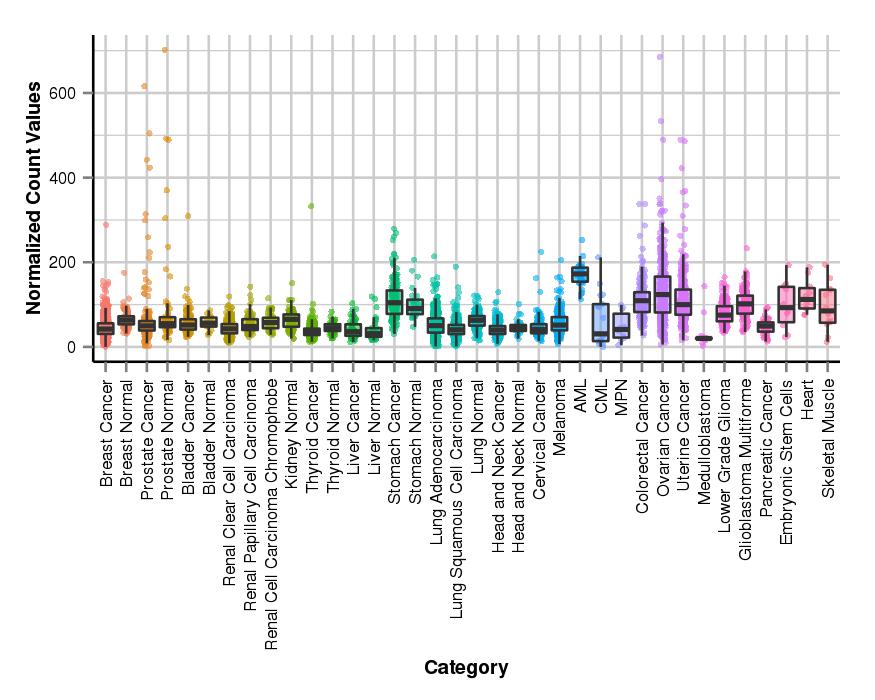 Normalized Count Values
600
400
200
0
Breast Cancer
Breast Normal
Prostate Cancer
Prostate Normal
Bladder Cancer
Bladder Normal
Renal Clear Cell Carcinoma
Renal Papillary Cell Carcinoma
Renal Cell Carcinoma Chromophobe
Kidney Normal
Thyroid Cancer
Thyroid Normal
Liver Cancer
Liver Normal
Stomach Cancer
Stomach Normal
Lung Adenocarcinoma
Lung Squamous Cell Carcinoma
Lung Normal
Head and Neck Cancer
Head and Neck Normal
Cervical Cancer
Melanoma
AML
CML
MPN
Colorectal Cancer
Ovarian Cancer
Uterine Cancer
Medulloblastoma
Lower Grade Glioma
Glioblastoma Multiforme
Pancreatic Cancer
Embryonic Stem Cells
Heart
Skeletal Muscle
Category